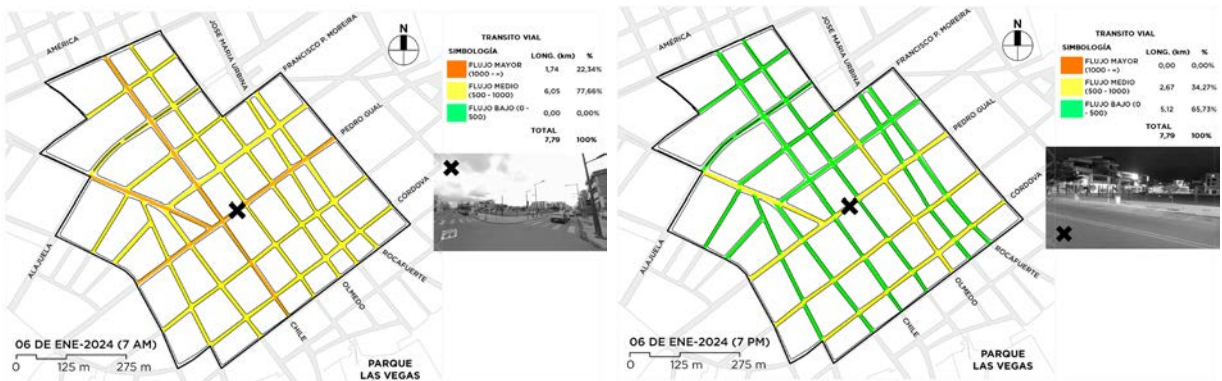 AMÉRICA
JOSE MARIA URBINA
FRANCISCO P. MOREIRA
PEDRO GUAL
CÓRDOVA
ROCAFUERTE
OLMEDO
CHILE
ALAJUELA
N
06 DE ENE-2024 (7 AM)
0 125 m 275 m
PARQUE
LAS VEGAS
TRANSITO VIAL
SIMBOLOGÍA LONG. (km) %
FLUJO MAYOR
(1000 - ∞) 1,74 22,34%
FLUJO MEDIO
(500 - 1000) 6,05 77,66%
FLUJO BAJO (0 -
500) 0,00 0,00%
TOTAL
7,79 100%
AMÉRICA
JOSE MARIA URBINA
FRANCISCO P. MOREIRA
PEDRO GUAL
CÓRDOVA
ROCAFUERTE
OLMEDO
CHILE
ALAJUELA
N
06 DE ENE-2024 (7 PM)
0 125 m 275 m
PARQUE
LAS VEGAS
TRANSITO VIAL
SIMBOLOGÍA LONG. (km) %
FLUJO MAYOR
(1000 - ∞) 0,00 0,00%
FLUJO MEDIO
(500 - 1000) 2,67 34,27%
FLUJO BAJO (0
- 500) 5,12 65,73%
TOTAL
7,79 100%